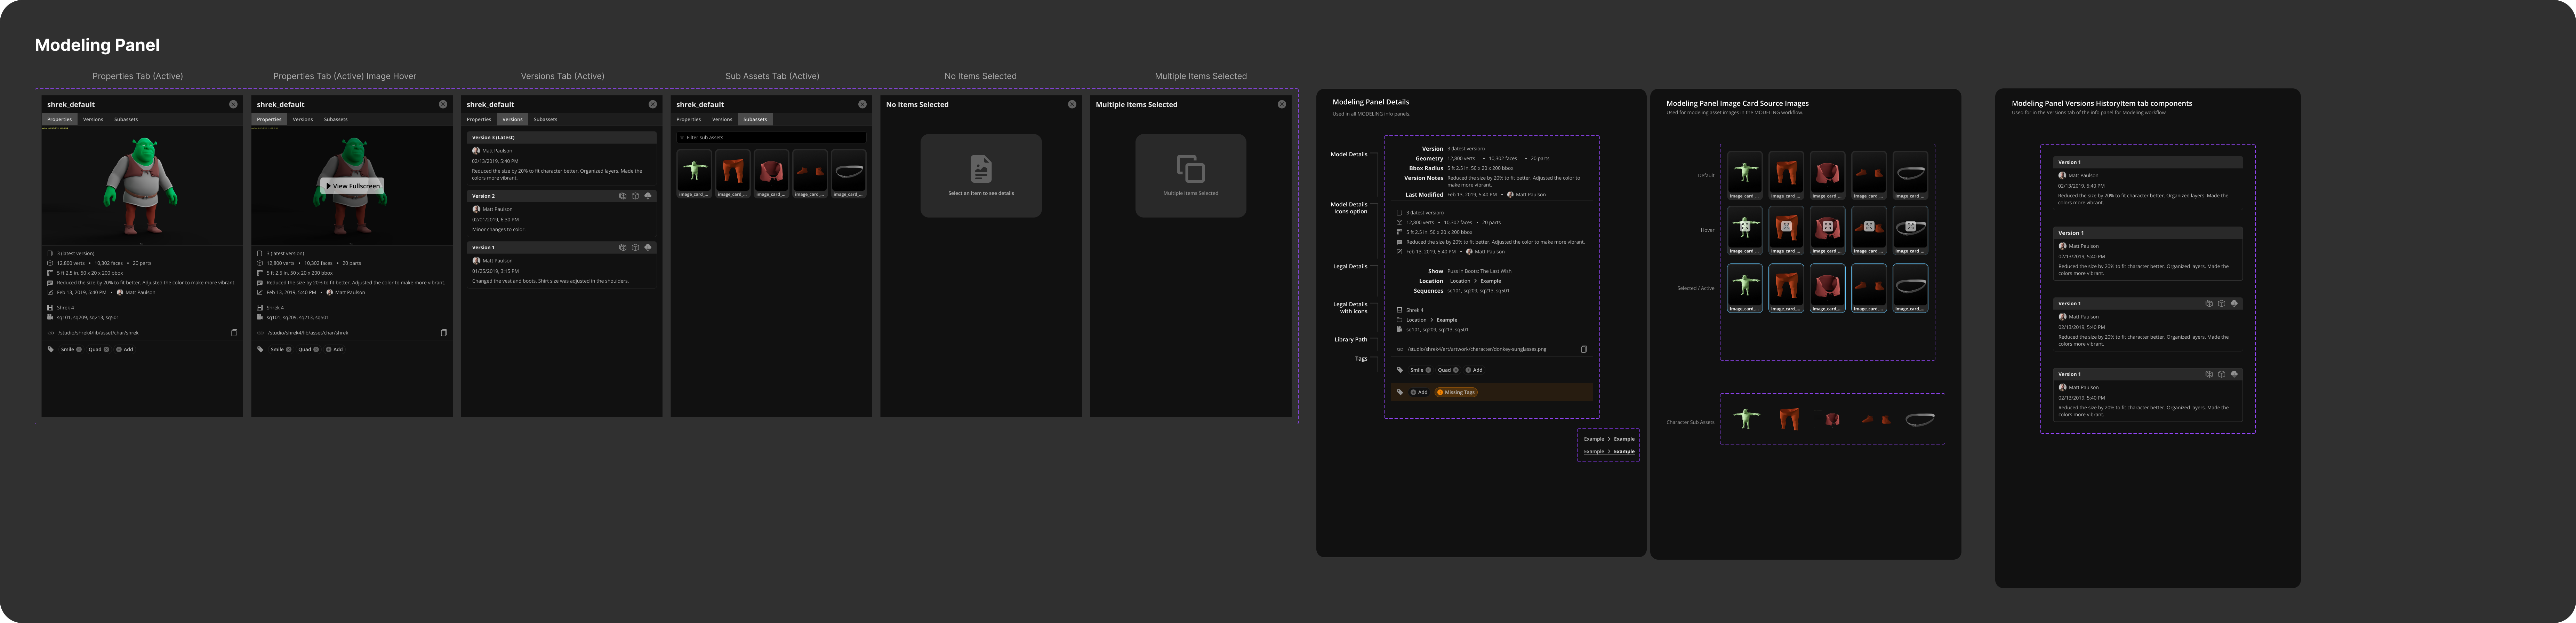 Modeling Panel
Properties Tab (Active)
shrek_default
Properties Versions Subassets
3 (latest version)
12,800 verts • 10,302 faces • 20 parts
5 ft 2.5 in. 50 x 20 x 200 bbox
Reduced the size by 20% to fit better. Adjusted the color to make more vibrant.
Feb 13, 2019, 5:40 PM • Matt Paulson
Shrek 4
sq101, sq209, sq213, sq501
/studio/shrek4/lib/asset/char/shrek
Smile Quad Add
Properties Tab (Active) Image Hover
shrek_default
Properties Versions Subassets
View Fullscreen
3 (latest version)
12,800 verts • 10,302 faces • 20 parts
5 ft 2.5 in. 50 x 20 x 200 bbox
Reduced the size by 20% to fit better. Adjusted the color to make more vibrant.
Feb 13, 2019, 5:40 PM • Matt Paulson
Shrek 4
sq101, sq209, sq213, sq501
/studio/shrek4/lib/asset/char/shrek
Smile Quad Add
Versions Tab (Active)
shrek_default
Properties Versions Subassets
Version 3 (Latest)
Matt Paulson
02/13/2019, 5:40 PM
Reduced the size by 20% to fit character better. Organized layers. Made the
colors more vibrant.
Version 2
Matt Paulson
02/01/2019, 6:30 PM
Minor changes to color.
Version 1
Matt Paulson
01/25/2019, 3:15 PM
Changed the vest and boots. Shirt size was adjusted in the shoulders.
Sub Assets Tab (Active)
shrek_default
Properties Versions Subassets
Filter sub assets
image_card_... image_card_... image_card_... image_card_... image_card_...
No Items Selected
No Items Selected
Select an item to see details
Multiple Items Selected
Multiple Items Selected
Multiple Items Selected
Modeling Panel Details
Used in all MODELING info panels.
Model Details
Version 3 (latest version)
Geometry 12,800 verts • 10,302 faces • 20 parts
Bbox Radius 5 ft 2.5 in. 50 x 20 x 200 bbox
Version Notes Reduced the size by 20% to fit better. Adjusted the color to
make more vibrant.
Last Modified Feb 13, 2019, 5:40 PM • Matt Paulson
Model Details
Icons option
3 (latest version)
12,800 verts • 10,302 faces • 20 parts
5 ft 2.5 in. 50 x 20 x 200 bbox
Reduced the size by 20% to fit better. Adjusted the color to make more vibrant.
Feb 13, 2019, 5:40 PM • Matt Paulson
Legal Details
Show Puss in Boots: The Last Wish
Location Location > Example
Sequences sq101, sq209, sq213, sq501
Legal Details
with icons
Shrek 4
Location > Example
sq101, sq209, sq213, sq501
Library Path
/studio/shrek4/art/artwork/character/donkey-sunglasses.png
Tags
Smile Quad Add
Add Missing Tags
Example > Example
Example > Example
Modeling Panel Image Card Source Images
Used for modeling asset images in the MODELING workflow.
Default
image_card_... image_card_... image_card_... image_card_... image_card_...
Hover
image_card_... image_card_... image_card_... image_card_... image_card_...
Selected / Active
image_card_... image_card_... image_card_... image_card_... image_card_...
Character Sub Assets
Modeling Panel Versions HistoryItem tab components
Used for in the Versions tab of the info panel for Modeling workflow
Version 1
Matt Paulson
02/13/2019, 5:40 PM
Reduced the size by 20% to fit character better. Organized layers. Made the
colors more vibrant.
Version 1
Matt Paulson
02/13/2019, 5:40 PM
Reduced the size by 20% to fit character better. Organized layers. Made the
colors more vibrant.
Version 1
Matt Paulson
02/13/2019, 5:40 PM
Reduced the size by 20% to fit character better. Organized layers. Made the
colors more vibrant.
Version 1
Matt Paulson
02/13/2019, 5:40 PM
Reduced the size by 20% to fit character better. Organized layers. Made the
colors more vibrant.